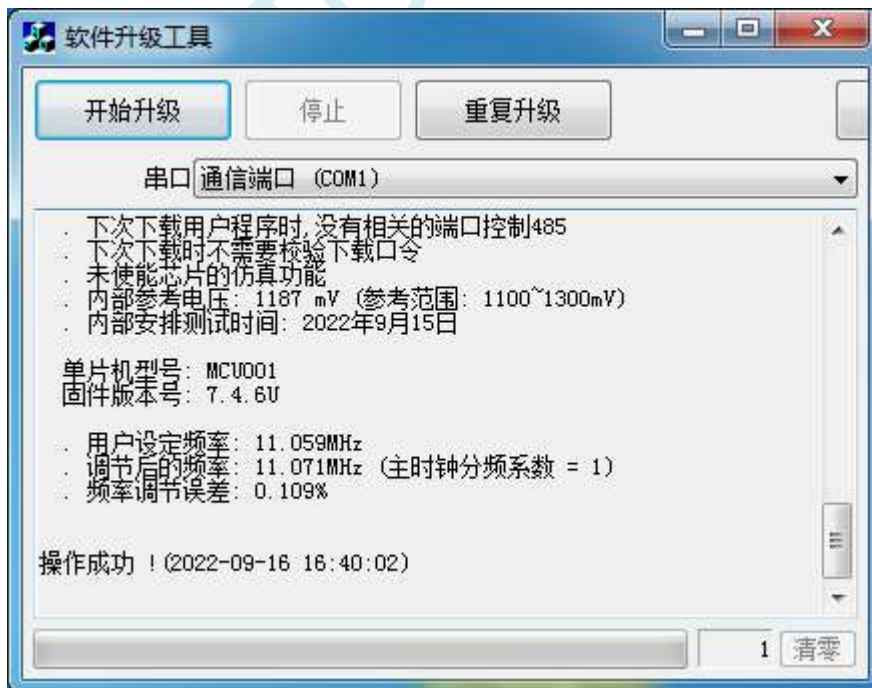 软件升级工具
开始升级 停止 重复升级
串口 通信端口 (COM1)
. 下次下载用户程序时,没有相关的端口控制485
. 下次下载时不需要校验下载口令
. 未使能芯片的仿真功能
. 内部参考电压: 1187 mV (参考范围: 1100~1300mV)
. 内部安排测试时间: 2022年9月15日
单片机型号: MCU001
固件版本号: 7.4.6U
. 用户设定频率: 11.059MHz
. 调节后的频率: 11.071MHz (主时钟分频系数 = 1)
. 频率调节误差: 0.109%
操作成功 !(2022-09-16 16:40:02)
1 清零